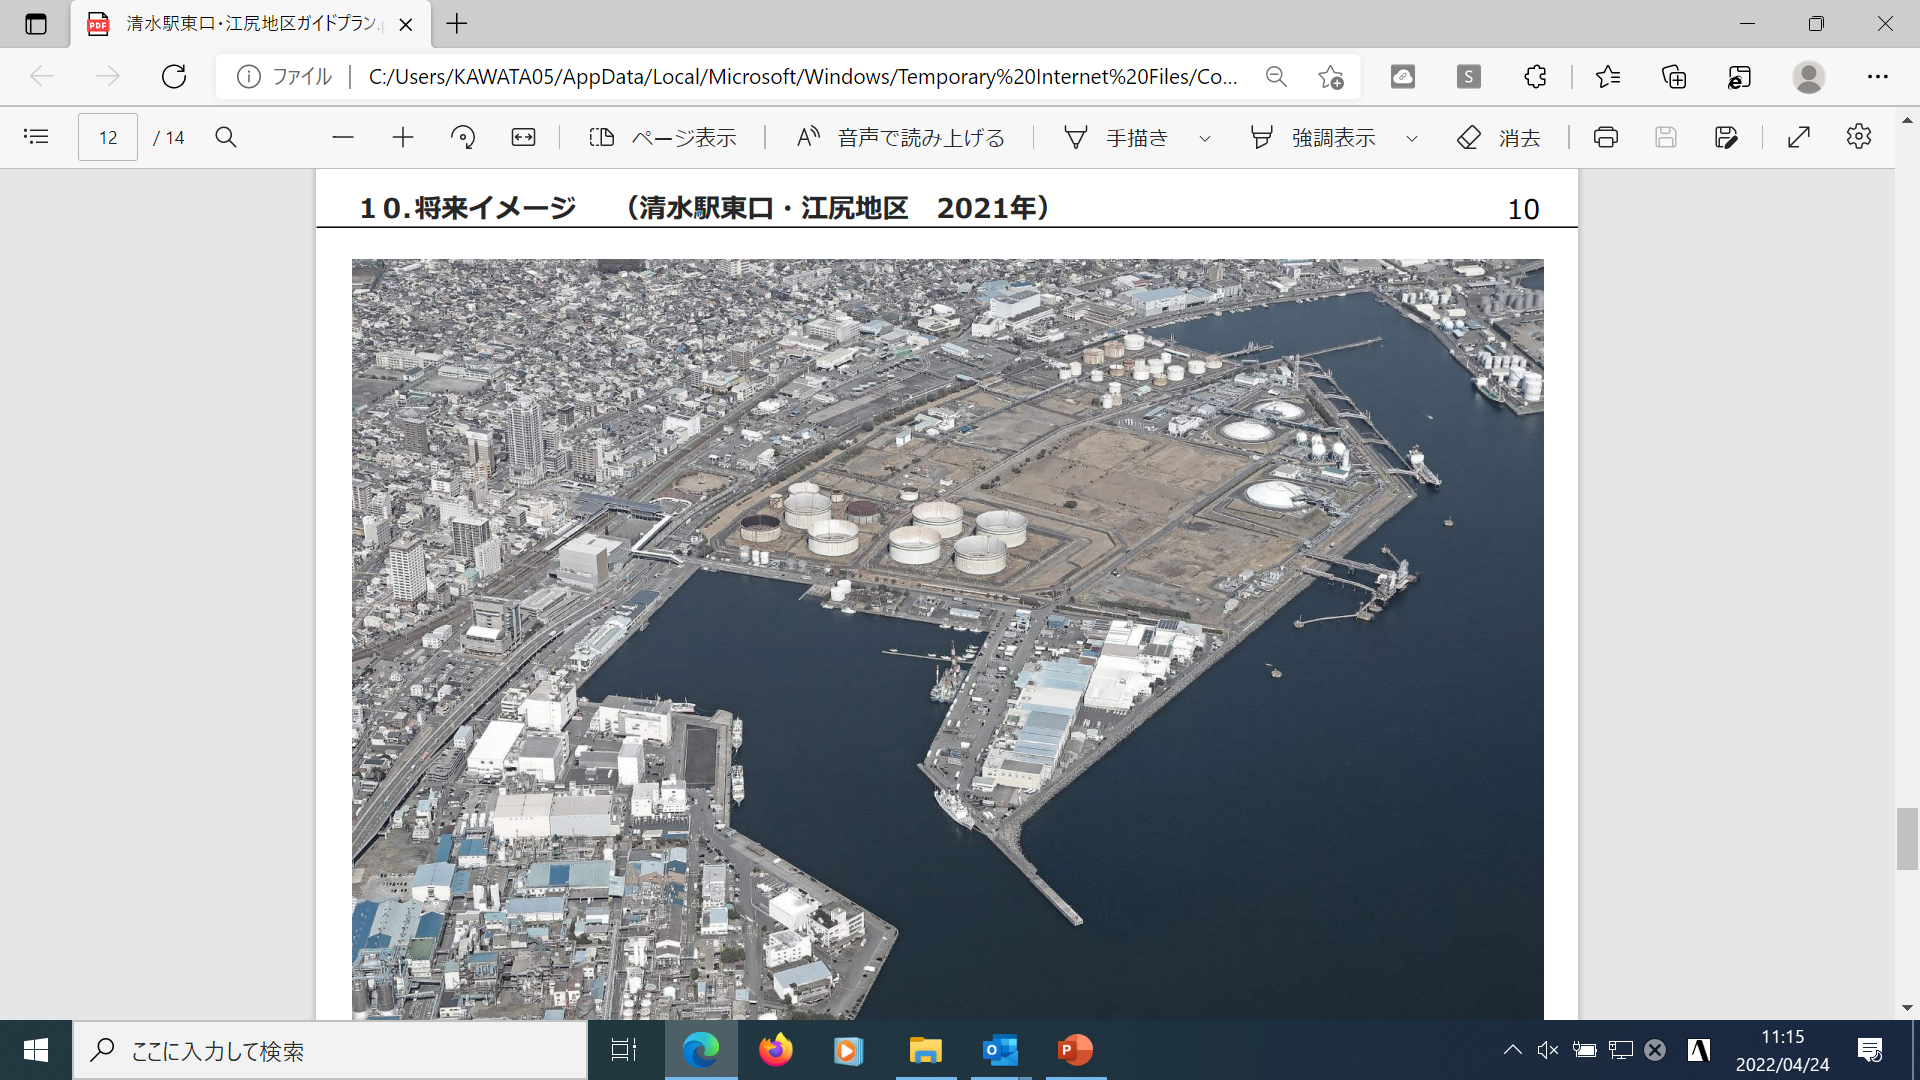 清水駅東口・江尻地区ガイドプラン.p
ファイル
C:/Users/KAWATA05/AppData/Local/Microsoft/Windows/Temporary%20Internet%20Files/Co...
12 / 14
ページ表示
音声で読み上げる
手描き
強調表示
消去
１０.将来イメージ　（清水駅東口・江尻地区　2021年）
10
ここに入力して検索
11:15
2022/04/24